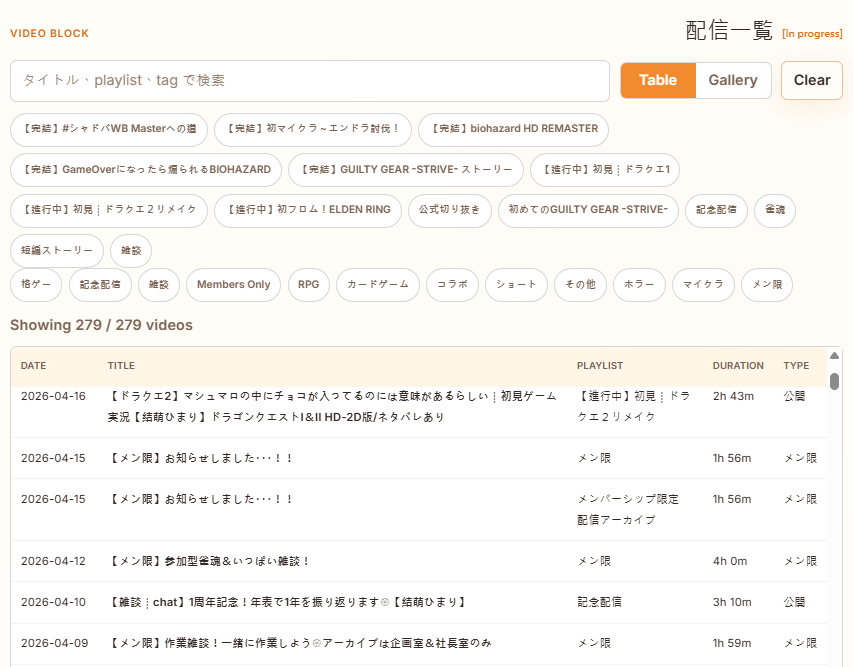 VIDEO BLOCK
配信一覧 [In progress]
タイトル、playlist、tag で検索
Table Gallery Clear
【完結】#シャドバWB Masterへの道 【完結】初マイクラ～エンドラ討伐！ 【完結】biohazard HD REMASTER
【完結】GameOverになったら煽られるBIOHAZARD 【完結】GUILTY GEAR -STRIVE- ストーリー 【進行中】初見┊ドラクエ1
【進行中】初見┊ドラクエ２リメイク 【進行中】初フロム！ELDEN RING 公式切り抜き 初めてのGUILTY GEAR -STRIVE- 記念配信 雀魂
短編ストーリー 雑談
格ゲー 記念配信 雑談 Members Only RPG カードゲーム コラボ ショート その他 ホラー マイクラ メン限
Showing 279 / 279 videos
DATE TITLE PLAYLIST DURATION TYPE
2026-04-16 【ドラクエ2】マシュマロの中にチョコが入ってるのには意味があるらしい┊初見ゲーム 【進行中】初見┊ドラ 2h 43m 公開
実況【結萌ひまり】ドラゴンクエストI＆II HD-2D版/ネタバレあり クエ２リメイク
2026-04-15 【メン限】お知らせしました･･･！！ メン限 1h 56m メン限
2026-04-15 【メン限】お知らせしました･･･！！ メンバーシップ限定 1h 56m メン限
配信アーカイブ
2026-04-12 【メン限】参加型雀魂＆いっぱい雑談！ メン限 4h 0m メン限
2026-04-10 【雑談┊chat】1周年記念！年表で1年を振り返ります𖤣【結萌ひまり】 記念配信 3h 10m 公開
2026-04-09 【メン限】作業雑談！一緒に作業しよう𖤣アーカイブは企画室＆社長室のみ メン限 1h 59m メン限